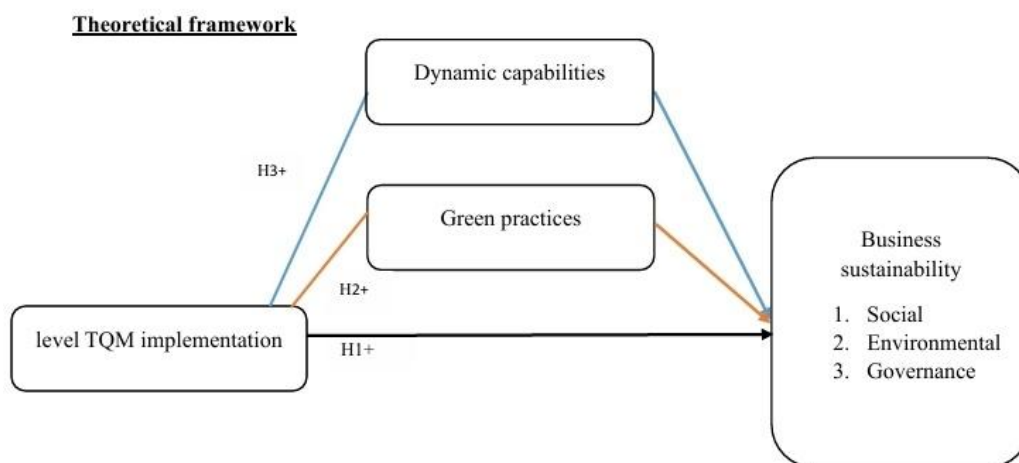 Theoretical framework
Dynamic capabilities
H3+
Green practices
H2+
level TQM implementation
H1+
Business
sustainability
1. Social
2. Environmental
3. Governance